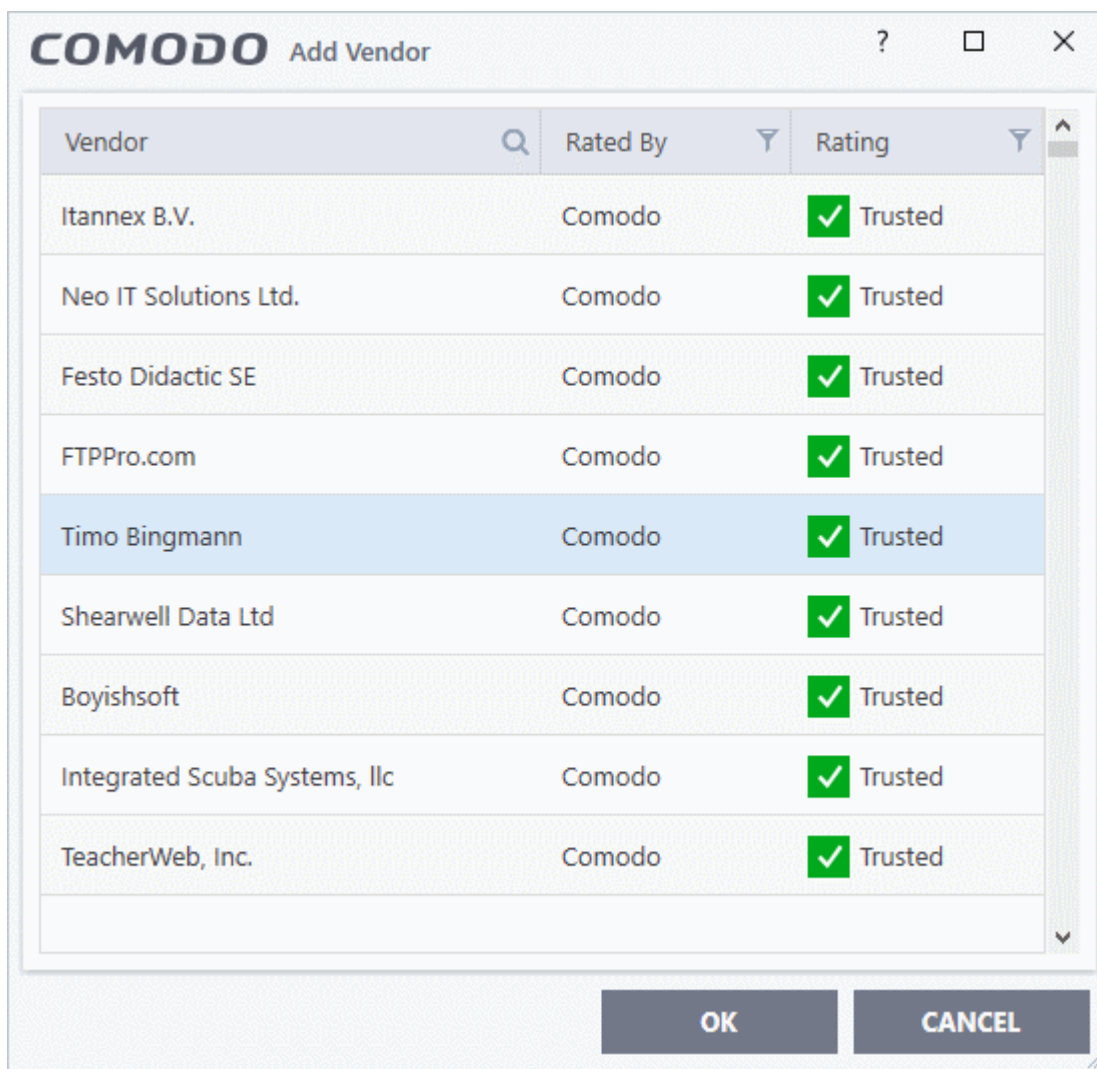 COMODO Add Vendor ?
Vendor Rated By Rating
Itannex B.V. Comodo Trusted
Neo IT Solutions Ltd. Comodo Trusted
Festo Didactic SE Comodo Trusted
FTPPro.com Comodo Trusted
Timo Bingmann Comodo Trusted
Shearwell Data Ltd Comodo Trusted
Boyishsoft Comodo Trusted
Integrated Scuba Systems, llc Comodo Trusted
TeacherWeb, Inc. Comodo Trusted
OK CANCEL